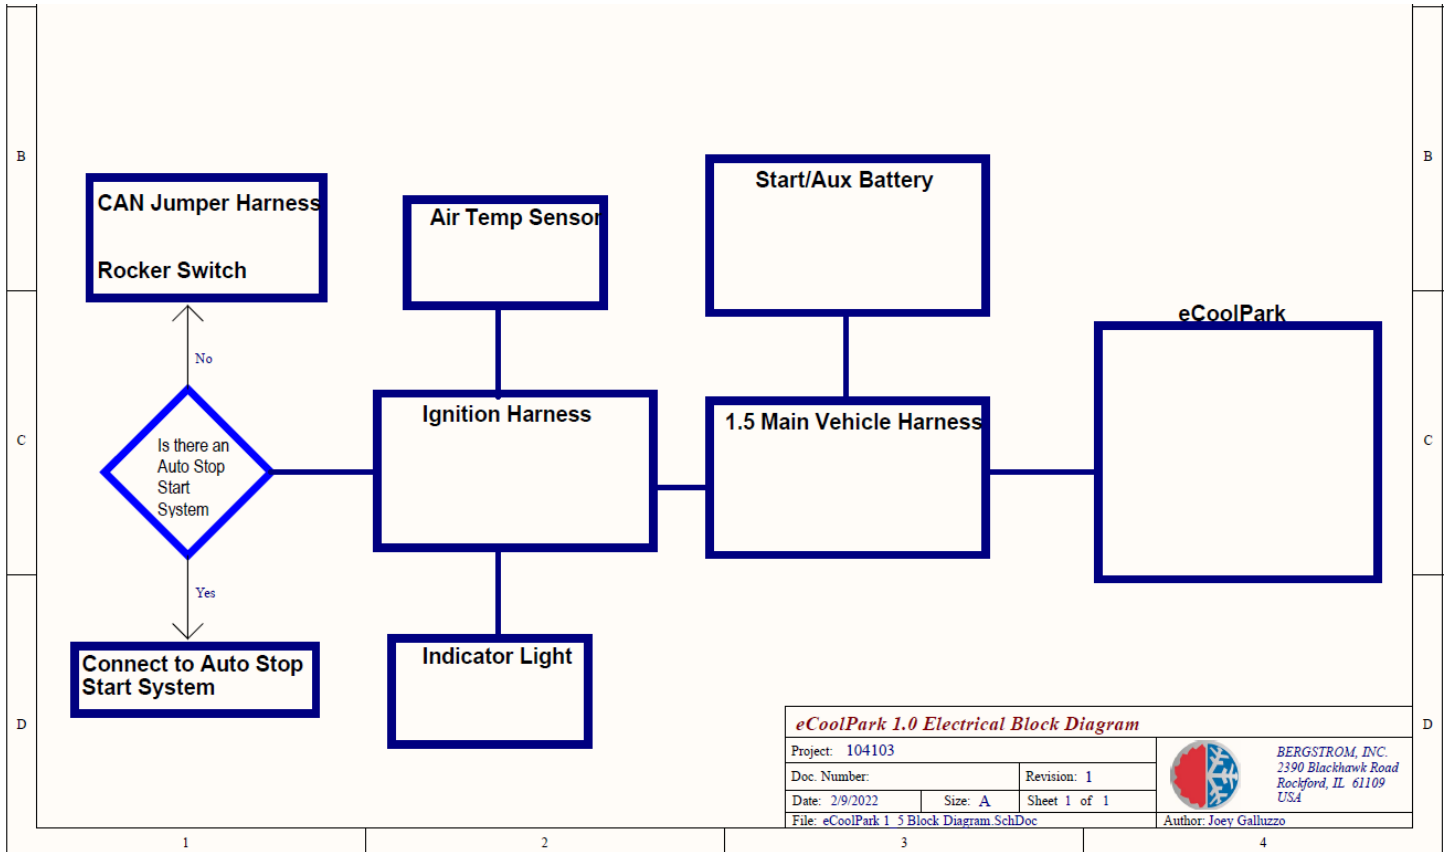 B
B
CAN Jumper Harness
Rocker Switch
Air Temp Sensor
Start/Aux Battery
eCoolPark
No
Ignition Harness
1.5 Main Vehicle Harness
C
C
Is there an
Auto Stop
Start
System
Yes
Connect to Auto Stop
Start System
Indicator Light
D
D
eCoolPark 1.0 Electrical Block Diagram
Project: 104103
Doc. Number:
Revision: 1
Date: 2/9/2022
Size: A
Sheet 1 of 1
File: eCoolPark 1 5 Block Diagram.SchDoc
BERGSTROM, INC.
2390 Blackhawk Road
Rockford, IL 61109
USA
Author: Joey Galluzzo
1
2
3
4